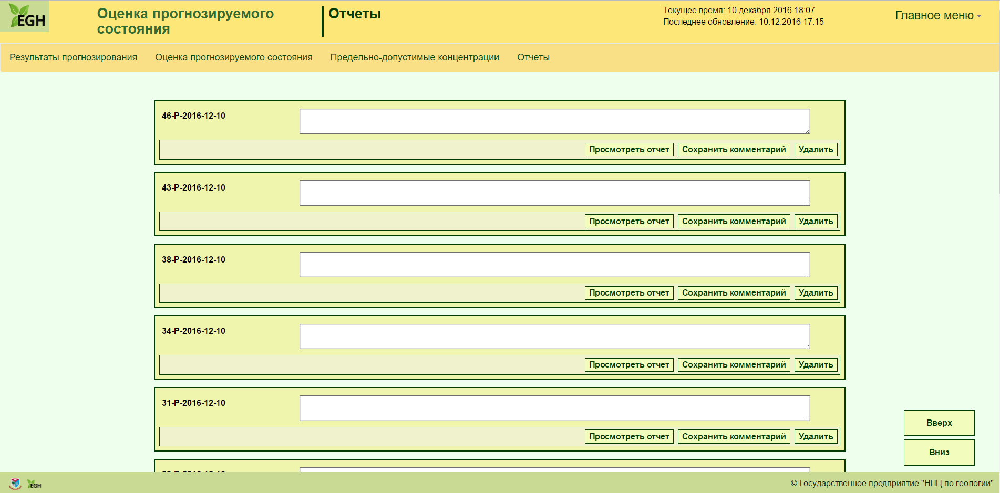 EGH
Оценка прогнозируемого
состояния
Отчеты
Текущее время: 10 декабря 2016 18:07
Последнее обновление: 10.12.2016 17:15
Главное меню
Результаты прогнозирования Оценка прогнозируемого состояния Предельно-допустимые концентрации Отчеты
46-Р-2016-12-10
Просмотреть отчет Сохранить комментарий Удалить
43-Р-2016-12-10
Просмотреть отчет Сохранить комментарий Удалить
38-Р-2016-12-10
Просмотреть отчет Сохранить комментарий Удалить
34-Р-2016-12-10
Просмотреть отчет Сохранить комментарий Удалить
31-Р-2016-12-10
Просмотреть отчет Сохранить комментарий Удалить
Вверх
Вниз
EGH
© Государственное предприятие "НПЦ по геологии"